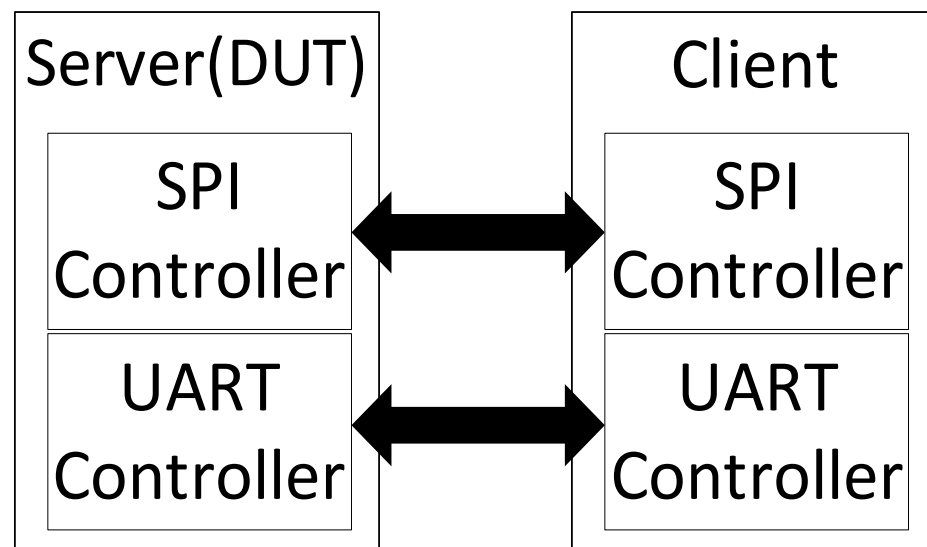 Server(DUT)
SPI
Controller
UART
Controller
Client
SPI
Controller
UART
Controller